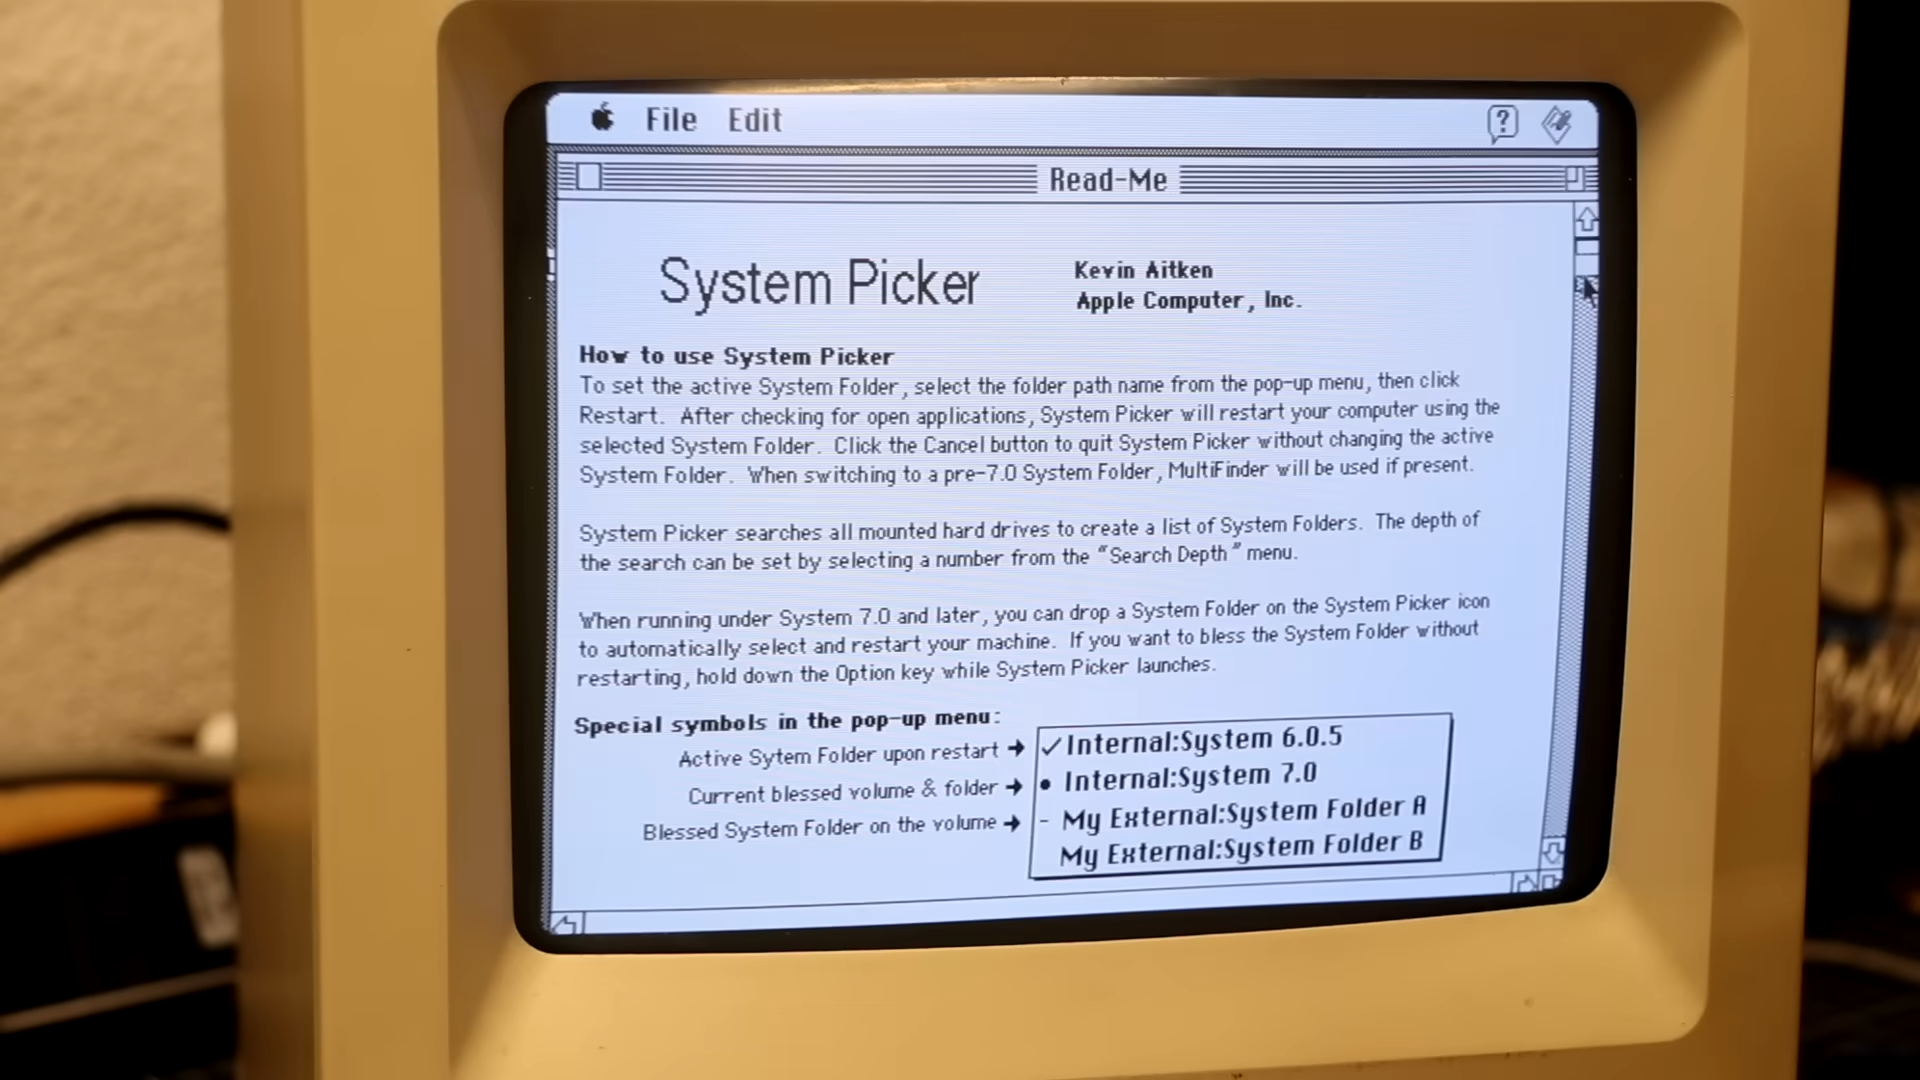 File Edit
?
Read-Me
System Picker
Kevin Aitken
Apple Computer, Inc.
How to use System Picker
To set the active System Folder, select the folder path name from the pop-up menu, then click
Restart. After checking for open applications, System Picker will restart your computer using the
selected System Folder. Click the Cancel button to quit System Picker without changing the active
System Folder. When switching to a pre-7.0 System Folder, MultiFinder will be used if present.
System Picker searches all mounted hard drives to create a list of System Folders. The depth of
the search can be set by selecting a number from the "Search Depth" menu.
When running under System 7.0 and later, you can drop a System Folder on the System Picker icon
to automatically select and restart your machine. If you want to bless the System Folder without
restarting, hold down the Option key while System Picker launches.
Special symbols in the pop-up menu:
Active Sytem Folder upon restart → ✓Internal:System 6.0.5
Current blessed volume & folder → • Internal:System 7.0
Blessed System Folder on the volume → - My External:System Folder A
My External:System Folder B